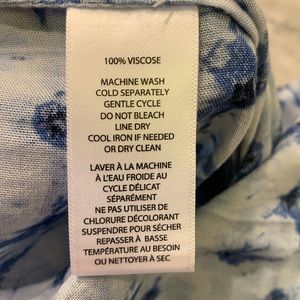 100% VISCOSE
MACHINE WASH
COLD SEPARATELY
GENTLE CYCLE
DO NOT BLEACH
LINE DRY
COOL IRON IF NEEDED
OR DRY CLEAN
LAVER À LA MACHINE
À L'EAU FROIDE AU
CYCLE DÉLICAT
SÉPARÉMENT
NE PAS UTILISER DE
CHLORURE DÉCOLORANT
SUSPENDRE POUR SÉCHER
REPASSER À BASSE
TEMPÉRATURE AU BESOIN
OU NETTOYER À SEC